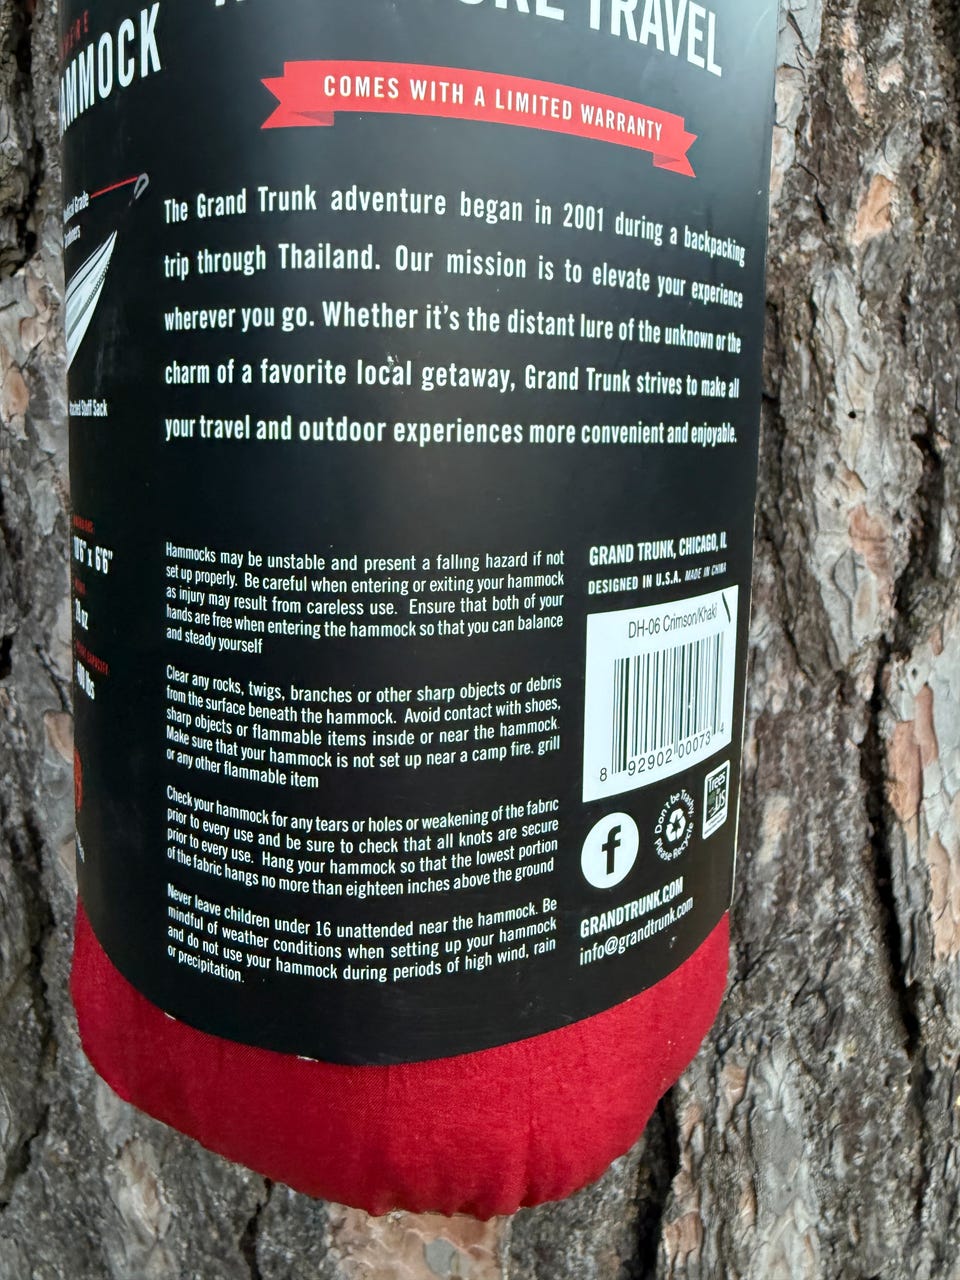 TRAVEL
COMES WITH A LIMITED WARRANTY
The Grand Trunk adventure began in 2001 during a backpacking
trip through Thailand. Our mission is to elevate your experience
wherever you go. Whether it's the distant lure of the unknown or the
charm of a favorite local getaway, Grand Trunk strives to make all
your travel and outdoor experiences more convenient and enjoyable.
Hammocks may be unstable and present a falling hazard if not
set up properly. Be careful when entering or exiting your hammock
as injury may result from careless use. Ensure that both of your
hands are free when entering the hammock so that you can balance
and steady yourself
Clear any rocks, twigs, branches or other sharp objects or debris
from the surface beneath the hammock. Avoid contact with shoes,
sharp objects or flammable items inside or near the hammock.
Make sure that your hammock is not set up near a camp fire. grill
or any other flammable item
Check your hammock for any tears or holes or weakening of the fabric
prior to every use and be sure to check that all knots are secure
prior to every use. Hang your hammock so that the lowest portion
of the fabric hangs no more than eighteen inches above the ground
Never leave children under 16 unattended near the hammock. Be
mindful of weather conditions when setting up your hammock
and do not use your hammock during periods of high wind, rain
or precipitation.
GRAND TRUNK, CHICAGO, IL
DESIGNED IN U.S.A. MADE IN CHINA
DH-06 Crimson/Khaki
8 92902 00073 4
f
Don't be Trashy
Please Recycle
Trees
US
GRANDTRUNK.COM
info@grandtrunk.com
Stuff Sack
x 6'6"
oz
lbs